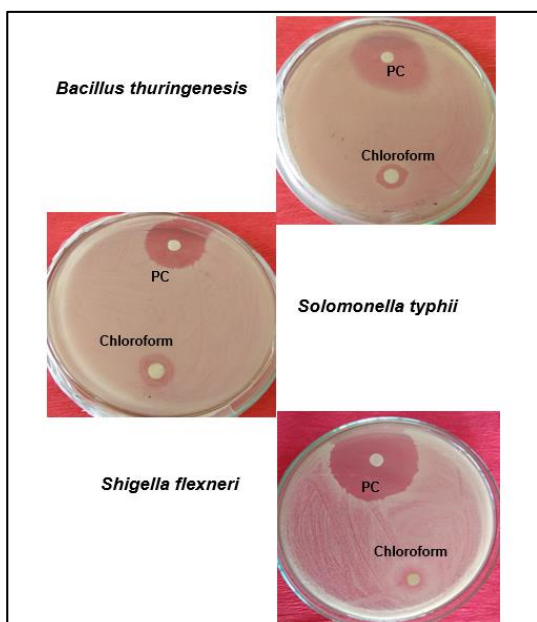 Bacillus thuringenesis
PC
Chloroform
PC
Solomonella typhii
Chloroform
Shigella flexneri
PC
Chloroform